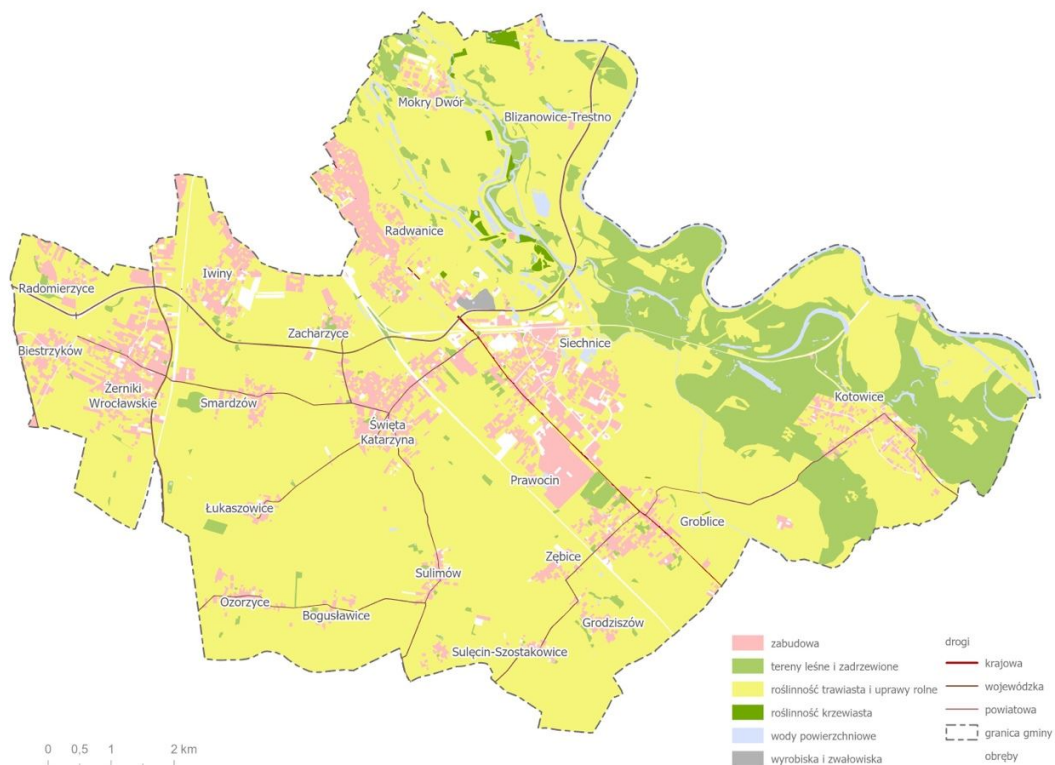 Mokry Dwór
Blizanowice-Trestno
Radwanice
Iwiny
Radomierzyce
Zacharzyce
Siechnice
Biestrzyków
Żerniki
Wrocławskie
Smardzów
Święta
Katarzyna
Kotowice
Prawocin
Łukaszowice
Groblice
Zębice
Sulimów
Ozorzyce
Bogusławice
Grodziszów
Sulęcin-Szostakowice
zabudowa
tereny leśne i zadrzewione
roślinność trawiasta i uprawy rolne
roślinność krzewiasta
wody powierzchniowe
wyrobiska i zwałowiska
drogi
krajowa
wojewódzka
powiatowa
granica gminy
obręby
0 0,5 1 2 km